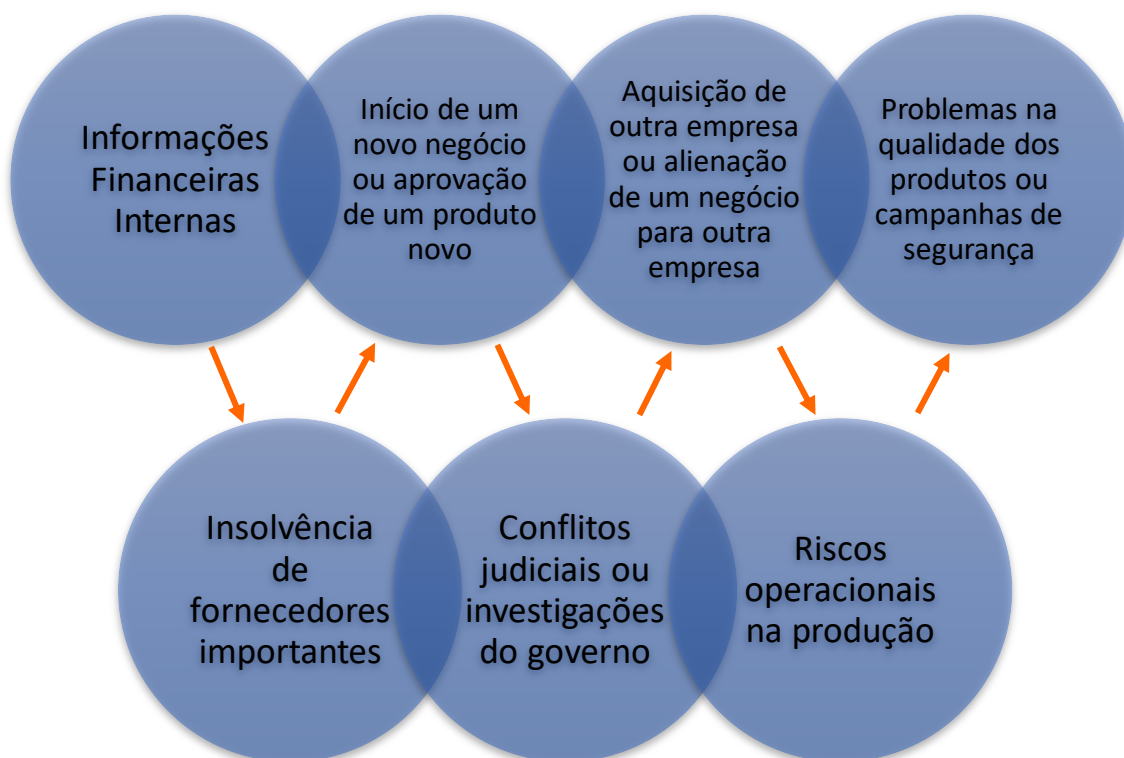 Informações
Financeiras
Internas
Início de um
novo negócio
ou aprovação
de um produto
novo
Aquisição de
outra empresa
ou alienação
de um negócio
para outra
empresa
Problemas na
qualidade dos
produtos ou
campanhas de
segurança
Insolvência
de
fornecedores
importantes
Conflitos
judiciais ou
investigações
do governo
Riscos
operacionais
na produção